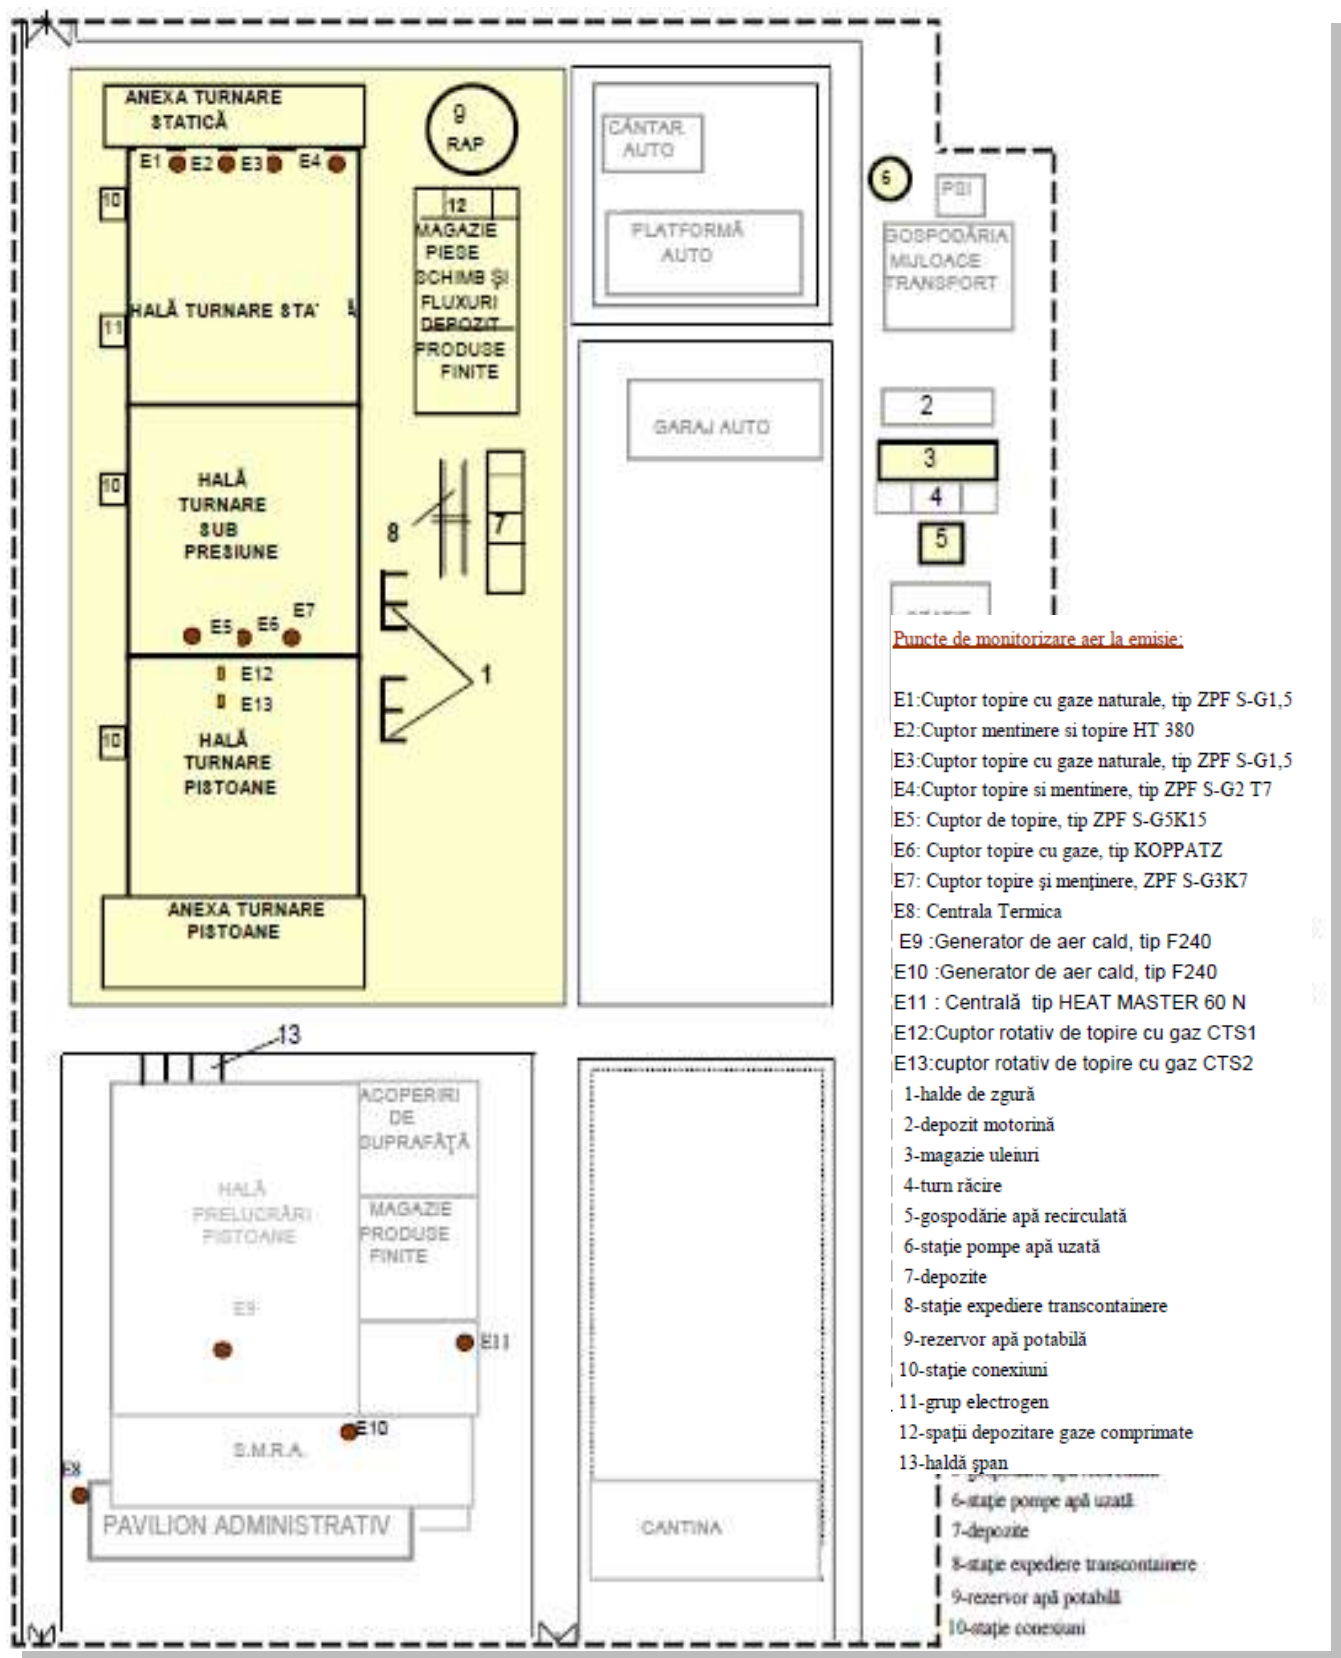 ANEXA TURNARE
STATICĂ
E1 E2 E3 E4
10
HALĂ TURNARE STA
11
10
HALĂ
TURNARE
SUB
PRESIUNE
E5 E6 E7
E12
E13
10
HALĂ
TURNARE
PISTOANE
ANEXA TURNARE
PISTOANE
9
RAP
12
MAGAZIE
PIESE
SCHIMB ŞI
FLUXURI
DEPOZIT
PRODUSE
FINITE
8
7
1
CÂNTAR
AUTO
PLATFORMĂ
AUTO
GARAJ AUTO
6
PSI
GOSPODĂRIA
MIJLOACE
TRANSPORT
2
3
4
5
13
HALĂ
PRELUCRĂRI
PISTOANE
E9
ACOPERIRI
DE
SUPRAFAŢĂ
MAGAZIE
PRODUSE
FINITE
E11
E10
S.M.R.A.
E8
PAVILION ADMINISTRATIV
CANTINA
Puncte de monitorizare aer la emisie:
E1:Cuptor topire cu gaze naturale, tip ZPF S-G1,5
E2:Cuptor mentinere si topire HT 380
E3:Cuptor topire cu gaze naturale, tip ZPF S-G1,5
E4:Cuptor topire si mentinere, tip ZPF S-G2 T7
E5: Cuptor de topire, tip ZPF S-G5K15
E6: Cuptor topire cu gaze, tip KOPPATZ
E7: Cuptor topire şi menţinere, ZPF S-G3K7
E8: Centrala Termica
E9 :Generator de aer cald, tip F240
E10 :Generator de aer cald, tip F240
E11 : Centrală tip HEAT MASTER 60 N
E12:Cuptor rotativ de topire cu gaz CTS1
E13:cuptor rotativ de topire cu gaz CTS2
1-halde de zgură
2-depozit motorină
3-magazie uleiuri
4-turn răcire
5-gospodărie apă recirculată
6-staţie pompe apă uzată
7-depozite
8-staţie expediere transcontainere
9-rezervor apă potabilă
10-staţie conexiuni
11-grup electrogen
12-spaţii depozitare gaze comprimate
13-haldă şpan
6-staţie pompe apă uzată
7-depozite
8-staţie expediere transcontainere
9-rezervor apă potabilă
10-staţie conexiuni